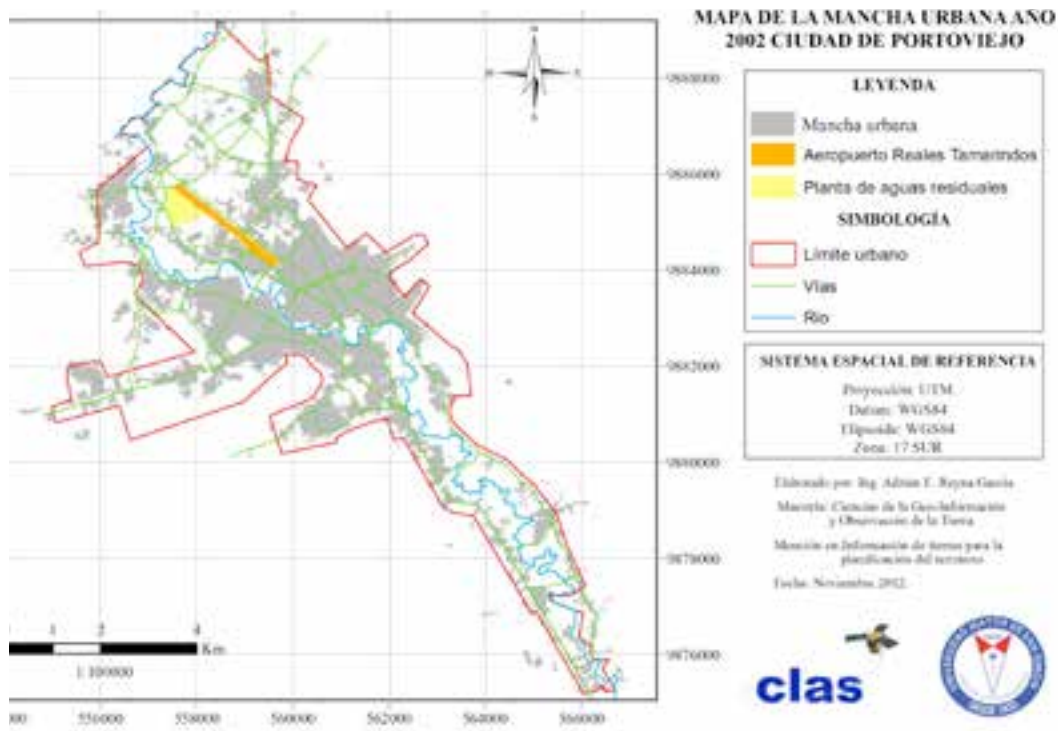 MAPA DE LA MANCHA URBANA AÑO
2002 CIUDAD DE PORTOVIEJO
LEYENDA
Mancha urbana
Aeropuerto Reales Tamarindos
Planta de aguas residuales
SIMBOLOGÍA
Límite urbano
Vías
Río
SISTEMA ESPACIAL DE REFERENCIA
Proyección: UTM
Datum: WGS84
Elipsoide: WGS84
Zona: 17 SUR
Elaborado por: Ing. Adrian E. Reyna García
Maestría: Ciencias de la Geo-Información
y Observación de la Tierra
Mención en Información de tierras para la
planificación del territorio
Fecha: Noviembre, 2012
clas
N
E
S
9888000
9886000
9884000
9882000
9880000
9878000
9876000
1 2 4
Km
1:100000
556000 558000 560000 562000 564000 566000